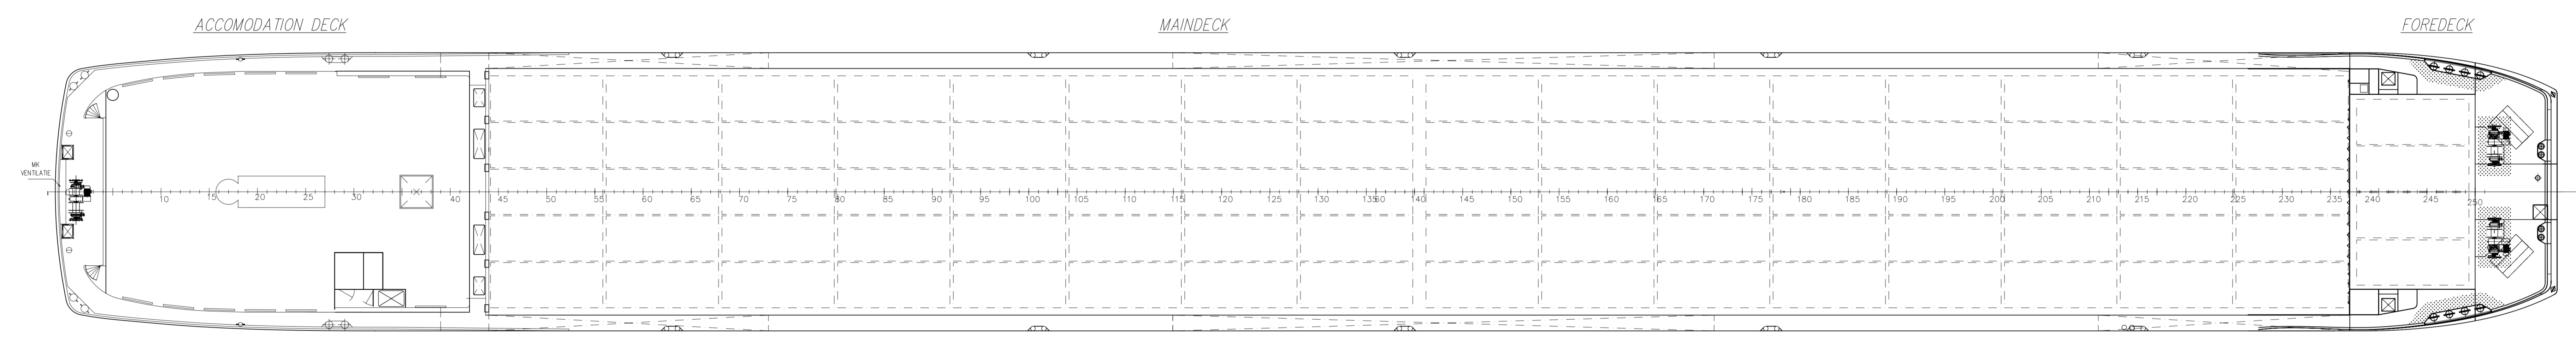 ACCOMODATION DECK
MAINDECK
FOREDECK
MK
VENTILATIE
10 15 20 25 30 40 45 50 55 60 65 70 75 80 85 90 95 100 105 110 115 120 125 130 135 140 145 150 155 160 165 170 175 180 185 190 195 200 205 210 215 220 225 230 235 240 245 250